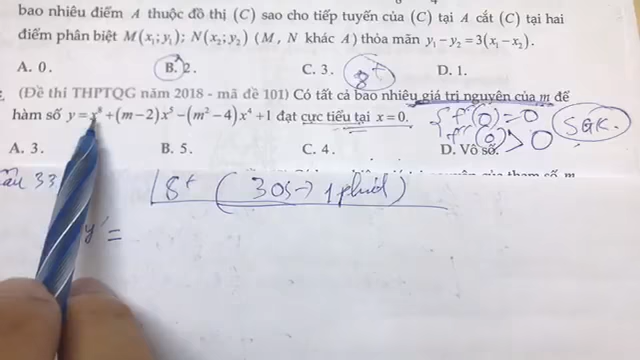 bao nhiêu điểm A thuộc đồ thị (C) sao cho tiếp tuyến của (C) tại A cắt (C) tại hai
điểm phân biệt M(x₁;y₁); N(x₂;y₂) (M, N khác A) thỏa mãn y₁−y₂=3(x₁−x₂).
A. 0. B. 2. C. 3. D. 1.
8+
(Đề thi THPTQG năm 2018 - mã đề 101) Có tất cả bao nhiêu giá trị nguyên của m để
hàm số y=x⁸+(m−2)x⁵−(m²−4)x⁴+1 đạt cực tiểu tại x=0.
f'(0)=0
f''(0)>0
SGK.
A. 3. B. 5. C. 4. D. Vô số.
33
8+ (30s→1phút)
y' =